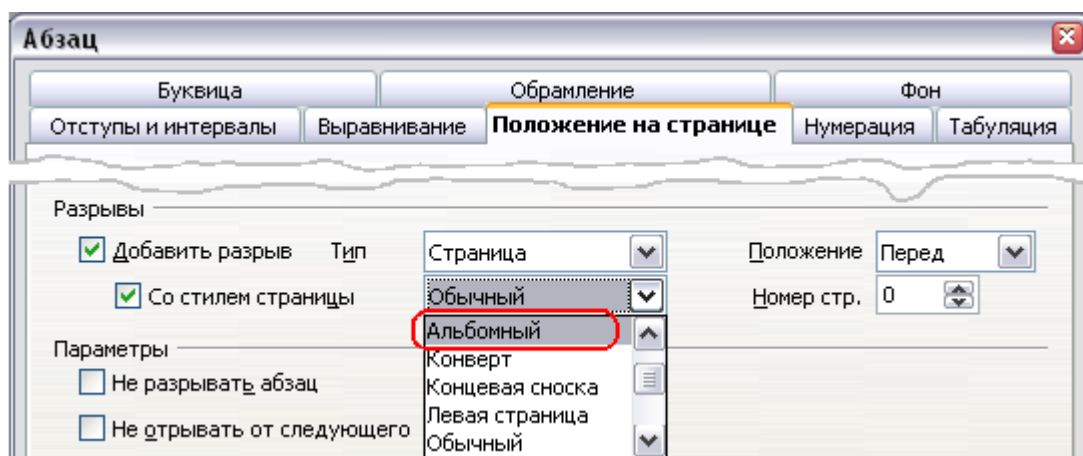 Абзац
Буквица Обрамление Фон
Отступы и интервалы Выравнивание Положение на странице Нумерация Табуляция
Разрывы
Добавить разрыв Тип Страница Положение Перед
Со стилем страницы Обычный Номер стр. 0
Альбомный
Параметры
Конверт
Не разрывать абзац
Концевая сноска
Левая страница
Не отрывать от следующего
Обычный